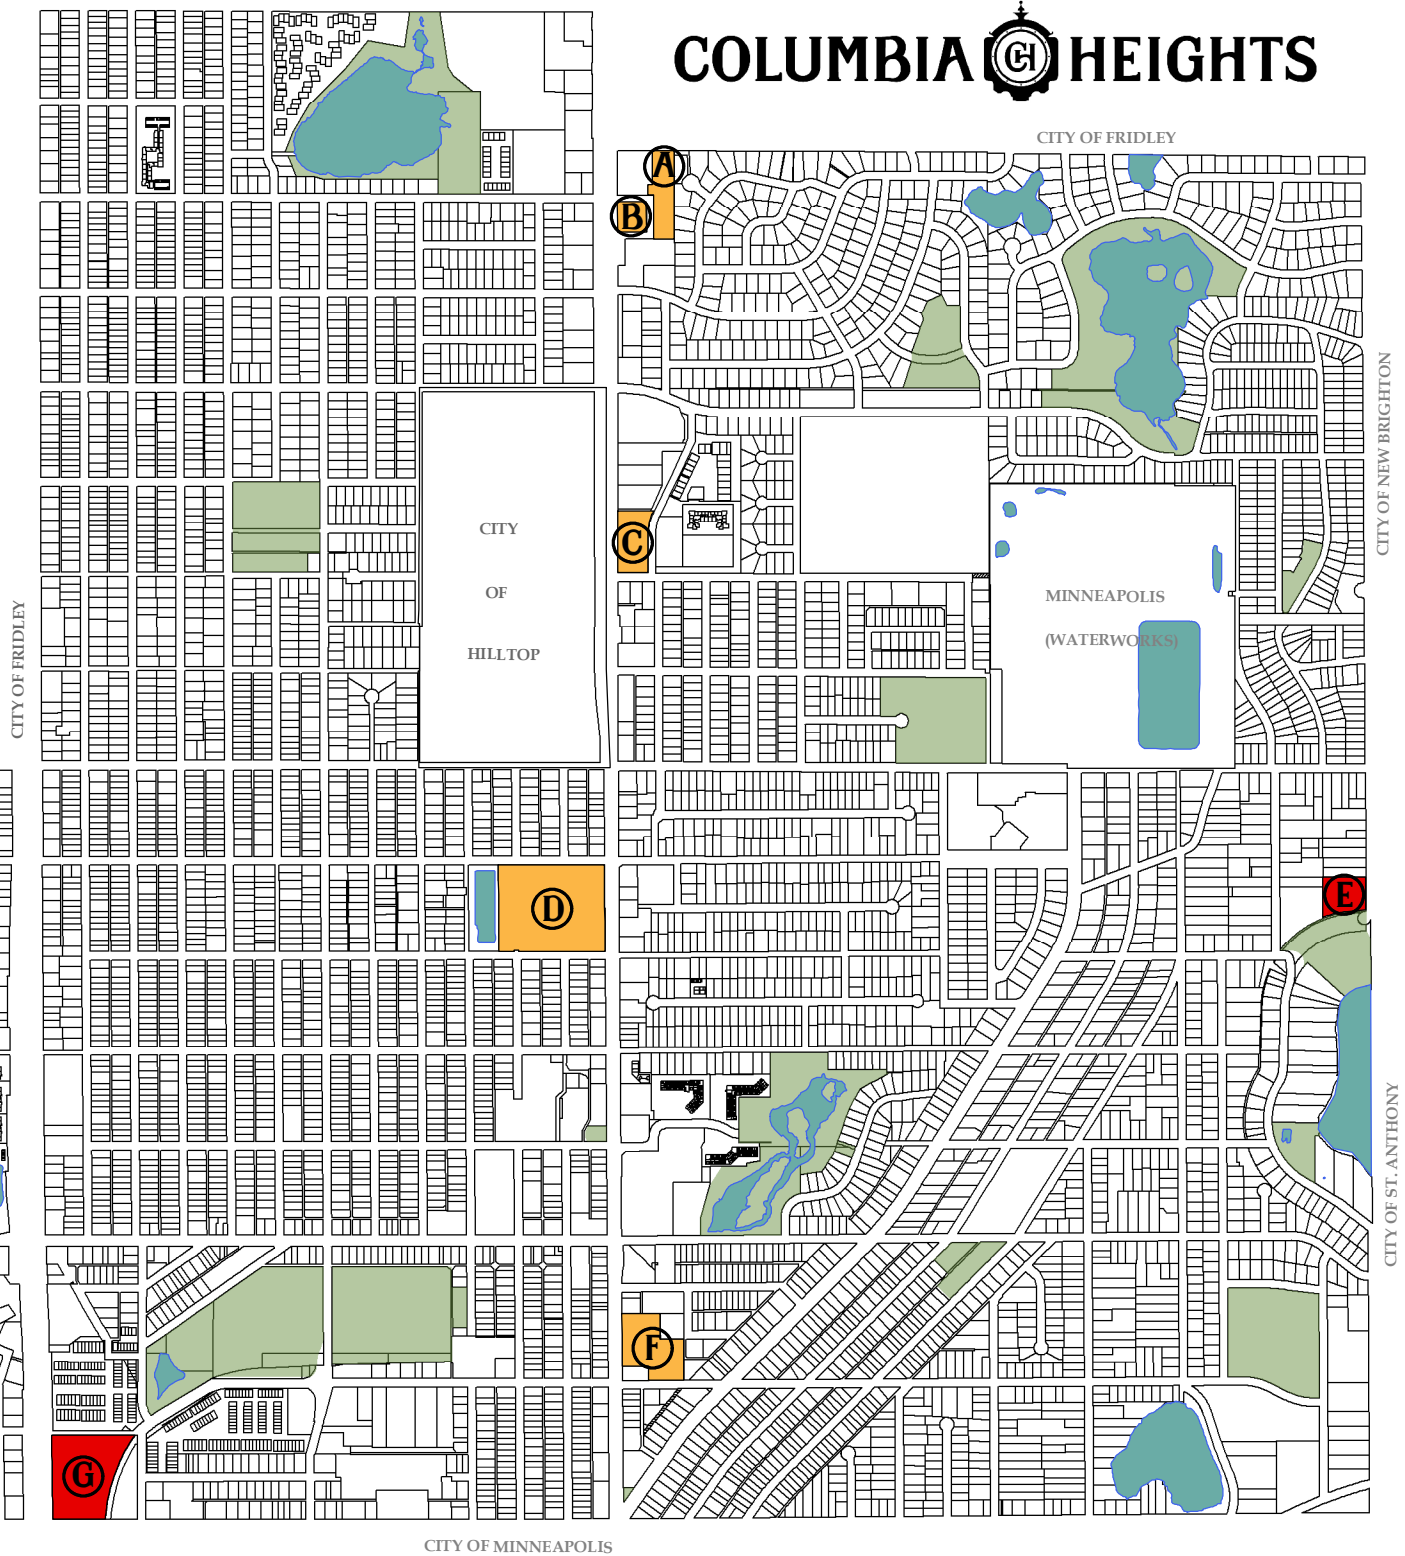 COLUMBIA CH HEIGHTS
CITY OF FRIDLEY
A
B
CITY OF NEW BRIGHTON
C
CITY
OF
HILLTOP
MINNEAPOLIS
(WATERWORKS)
CITY OF FRIDLEY
D
E
CITY OF ST. ANTHONY
F
G
CITY OF MINNEAPOLIS